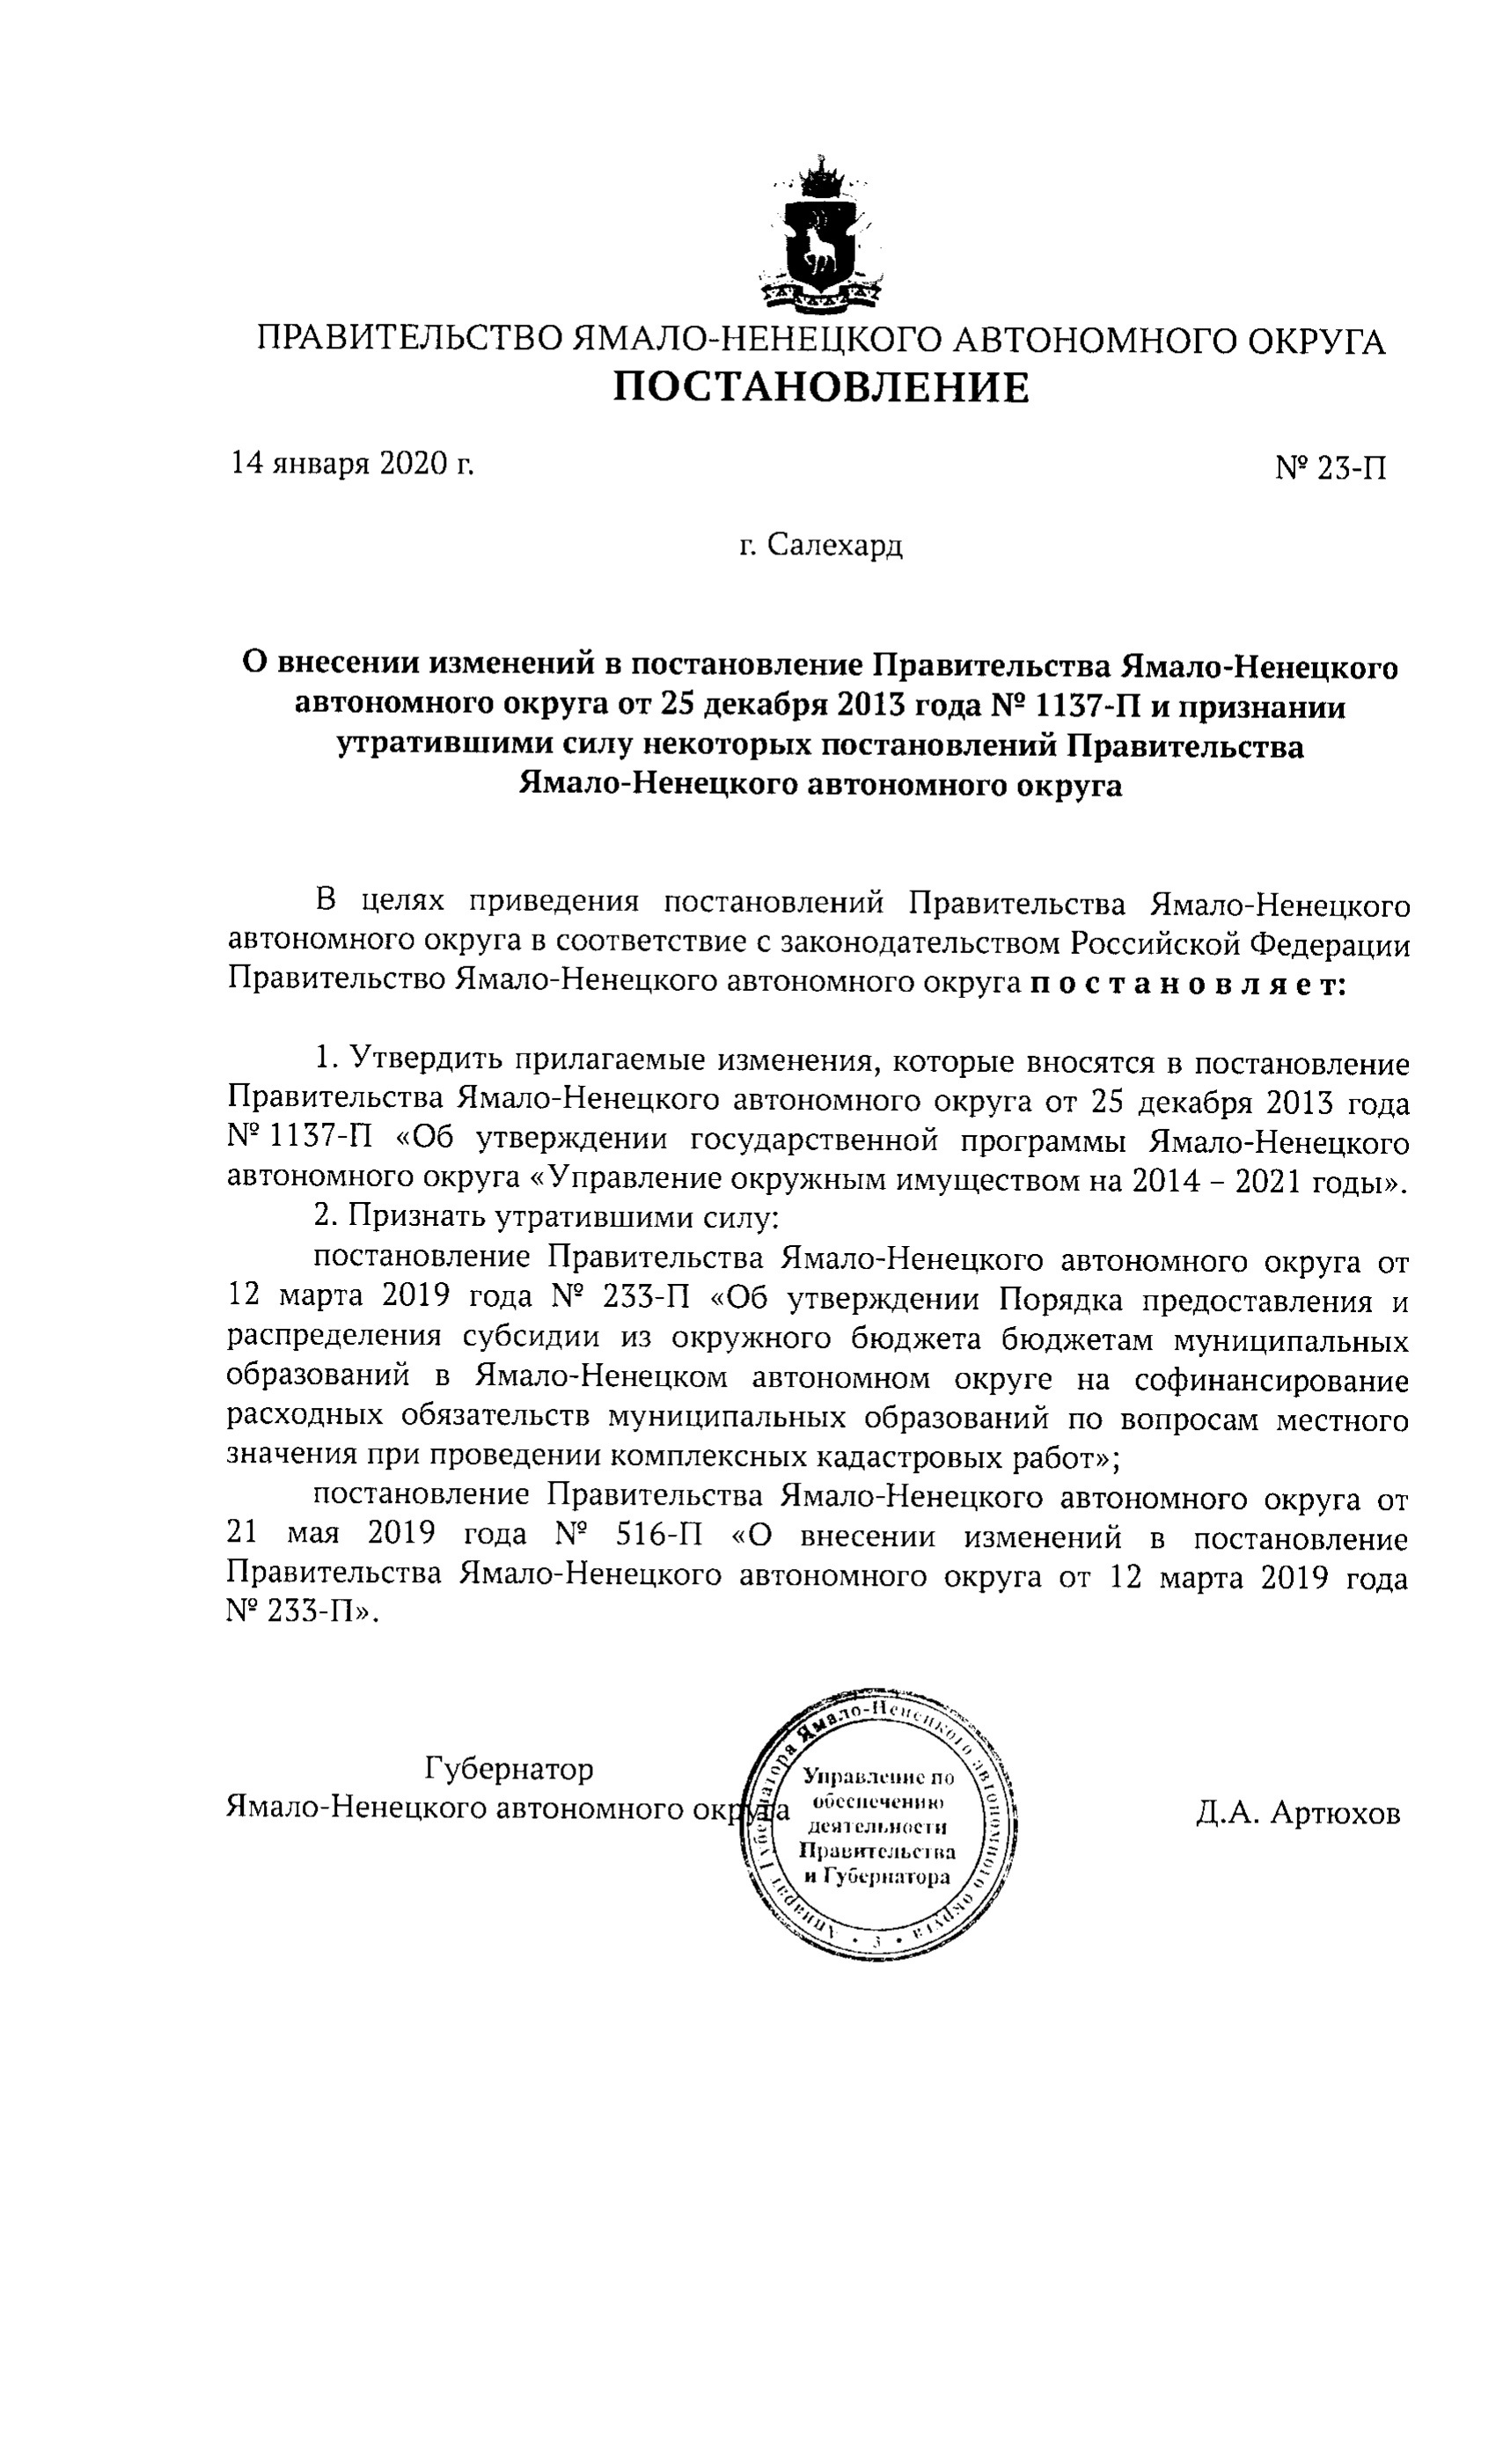 ПРАВИТЕЛЬСТВО ЯМАЛО-НЕНЕЦКОГО АВТОНОМНОГО ОКРУГА
ПОСТАНОВЛЕНИЕ
14 января 2020 г.
№ 23-П
г. Салехард
О внесении изменений в постановление Правительства Ямало-Ненецкого
автономного округа от 25 декабря 2013 года № 1137-П и признании
утратившими силу некоторых постановлений Правительства
Ямало-Ненецкого автономного округа
В целях приведения постановлений Правительства Ямало-Ненецкого
автономного округа в соответствие с законодательством Российской Федерации
Правительство Ямало-Ненецкого автономного округа п о с т а н о в л я е т:
1. Утвердить прилагаемые изменения, которые вносятся в постановление
Правительства Ямало-Ненецкого автономного округа от 25 декабря 2013 года
№ 1137-П «Об утверждении государственной программы Ямало-Ненецкого
автономного округа «Управление окружным имуществом на 2014 – 2021 годы».
2. Признать утратившими силу:
постановление Правительства Ямало-Ненецкого автономного округа от
12 марта 2019 года № 233-П «Об утверждении Порядка предоставления и
распределения субсидии из окружного бюджета бюджетам муниципальных
образований в Ямало-Ненецком автономном округе на софинансирование
расходных обязательств муниципальных образований по вопросам местного
значения при проведении комплексных кадастровых работ»;
постановление Правительства Ямало-Ненецкого автономного округа от
21 мая 2019 года № 516-П «О внесении изменений в постановление
Правительства Ямало-Ненецкого автономного округа от 12 марта 2019 года
№ 233-П».
Губернатор
Ямало-Ненецкого автономного округа
Д.А. Артюхов
Аппарат Губернатора Ямало-Ненецкого автономного округа • 3 •
Управление по
обеспечению
деятельности
Правительства
и Губернатора